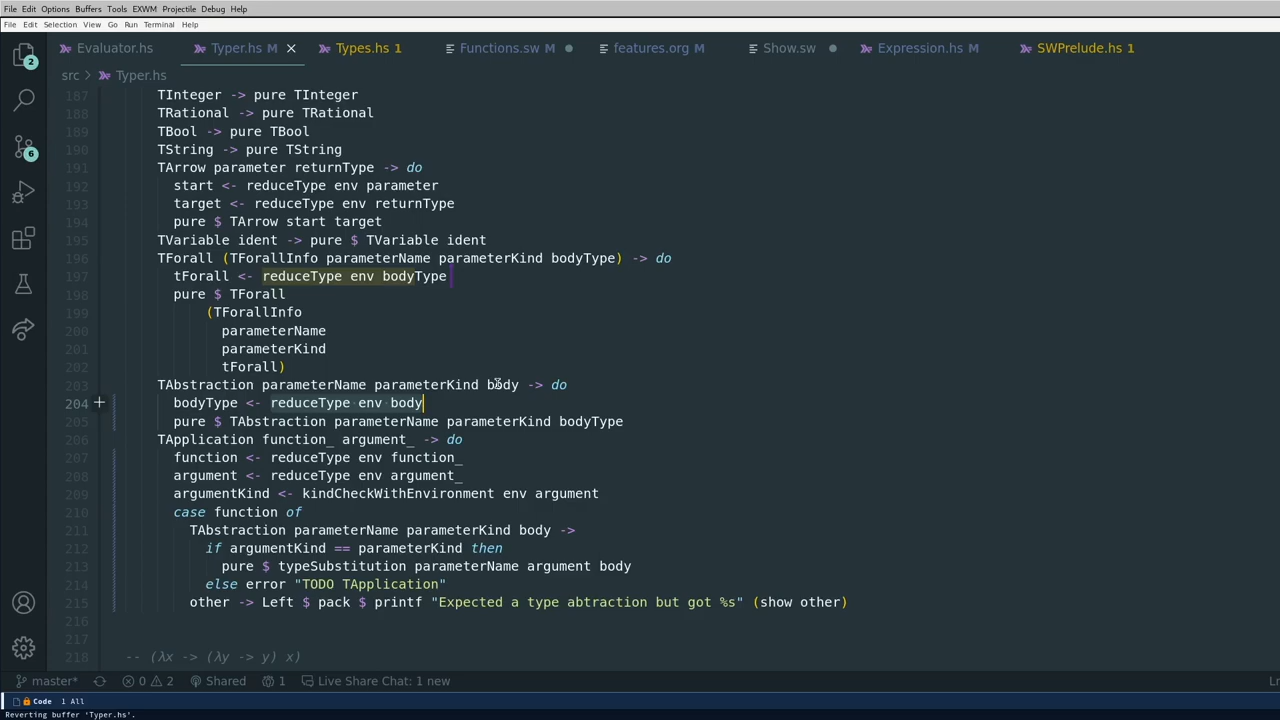 File Edit Options Buffers Tools EXWM Projectile Debug Help
File Edit Selection View Go Run Terminal Help
Evaluator.hs Typer.hs M Types.hs 1 Functions.sw M features.org M Show.sw Expression.hs M SWPrelude.hs 1
src > Typer.hs
187 TInteger -> pure TInteger
188 TRational -> pure TRational
189 TBool -> pure TBool
190 TString -> pure TString
191 TArrow parameter returnType -> do
192 start <- reduceType env parameter
193 target <- reduceType env returnType
194 pure $ TArrow start target
195 TVariable ident -> pure $ TVariable ident
196 TForall (TForallInfo parameterName parameterKind bodyType) -> do
197 tForall <- reduceType env bodyType
198 pure $ TForall
199 (TForallInfo
200 parameterName
201 parameterKind
202 tForall)
203 TAbstraction parameterName parameterKind body -> do
204 bodyType <- reduceType env body
205 pure $ TAbstraction parameterName parameterKind bodyType
206 TApplication function_ argument_ -> do
207 function <- reduceType env function_
208 argument <- reduceType env argument_
209 argumentKind <- kindCheckWithEnvironment env argument
210 case function of
211 TAbstraction parameterName parameterKind body ->
212 if argumentKind == parameterKind then
213 pure $ typeSubstitution parameterName argument body
214 else error "TODO TApplication"
215 other -> Left $ pack $ printf "Expected a type abtraction but got %s" (show other)
216
217
218 -- (λx -> (λy -> y) x)
2
6
master* 0 2 Shared 1 Live Share Chat: 1 new Ln
Code 1 All
Reverting buffer 'Typer.hs'.